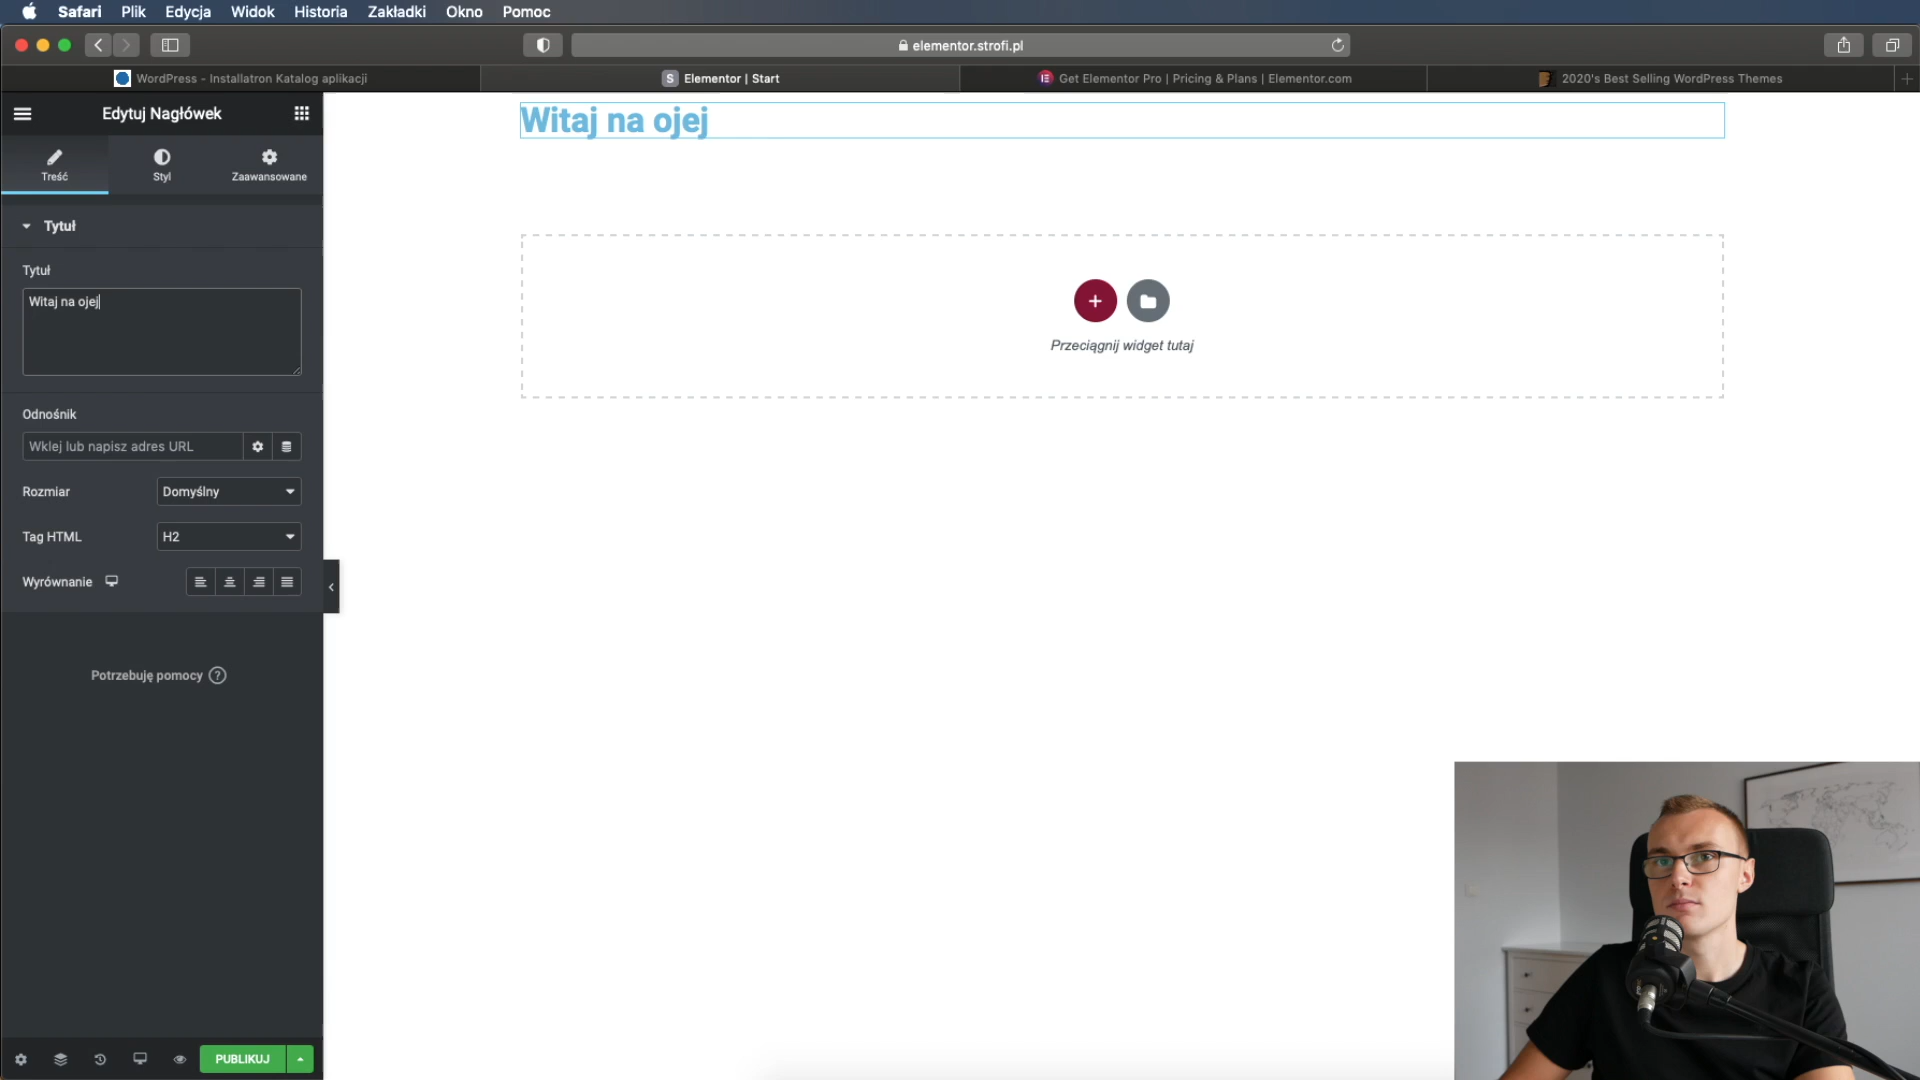 Safari Plik Edycja Widok Historia Zakładki Okno Pomoc
elementor.strofi.pl
WordPress - Installatron Katalog aplikacji
S Elementor | Start
Get Elementor Pro | Pricing & Plans | Elementor.com
2020's Best Selling WordPress Themes
Edytuj Nagłówek
Treść Styl Zaawansowane
Tytuł
Tytuł
Witaj na ojej
Odnośnik
Wklej lub napisz adres URL
Rozmiar Domyślny
Tag HTML H2
Wyrównanie
Potrzebuję pomocy ?
PUBLIKUJ
Witaj na ojej
Przeciągnij widget tutaj